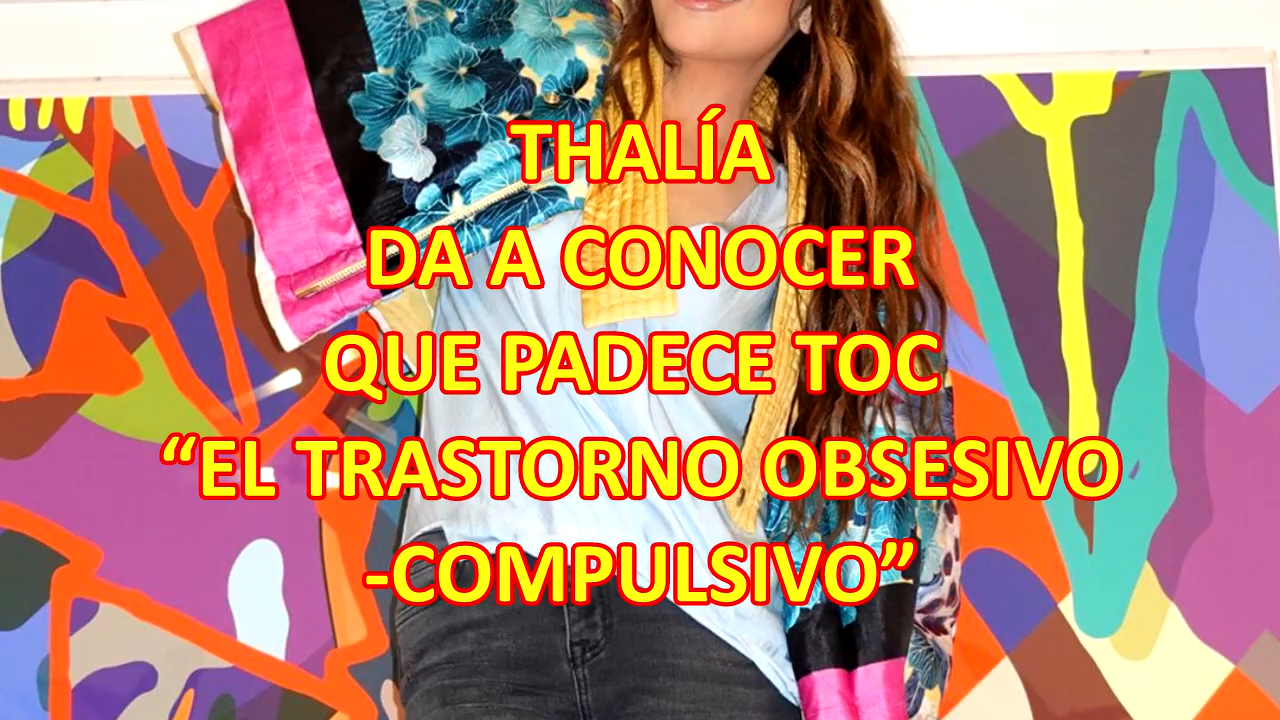 THALÍA
DA A CONOCER
QUE PADECE TOC
“EL TRASTORNO OBSESIVO
-COMPULSIVO”